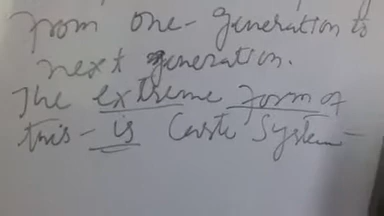 from one-generation to
next generation.
The extreme form of
this - is Caste System -